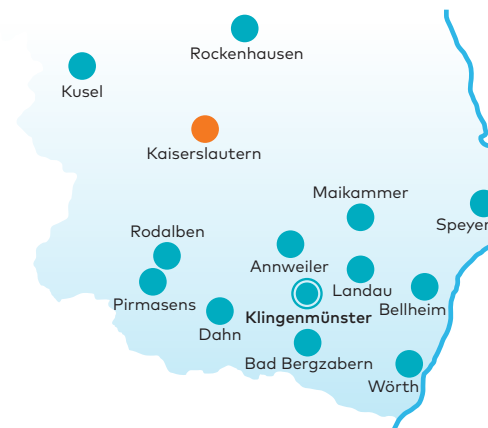 Rockenhausen
Kusel
Kaiserslautern
Maikammer
Speyer
Rodalben
Annweiler
Landau
Pirmasens
Bellheim
Klingenmünster
Dahn
Bad Bergzabern
Wörth